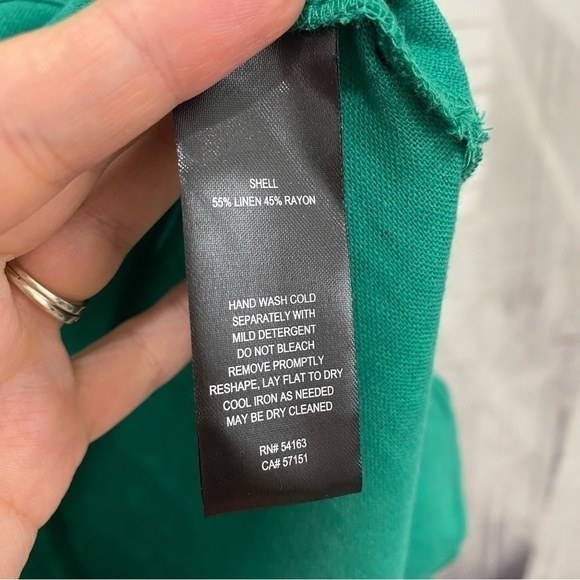 SHELL
55% LINEN 45% RAYON
HAND WASH COLD
SEPARATELY WITH
MILD DETERGENT
DO NOT BLEACH
REMOVE PROMPTLY
RESHAPE, LAY FLAT TO DRY
COOL IRON AS NEEDED
MAY BE DRY CLEANED
RN# 54163
CA# 57151